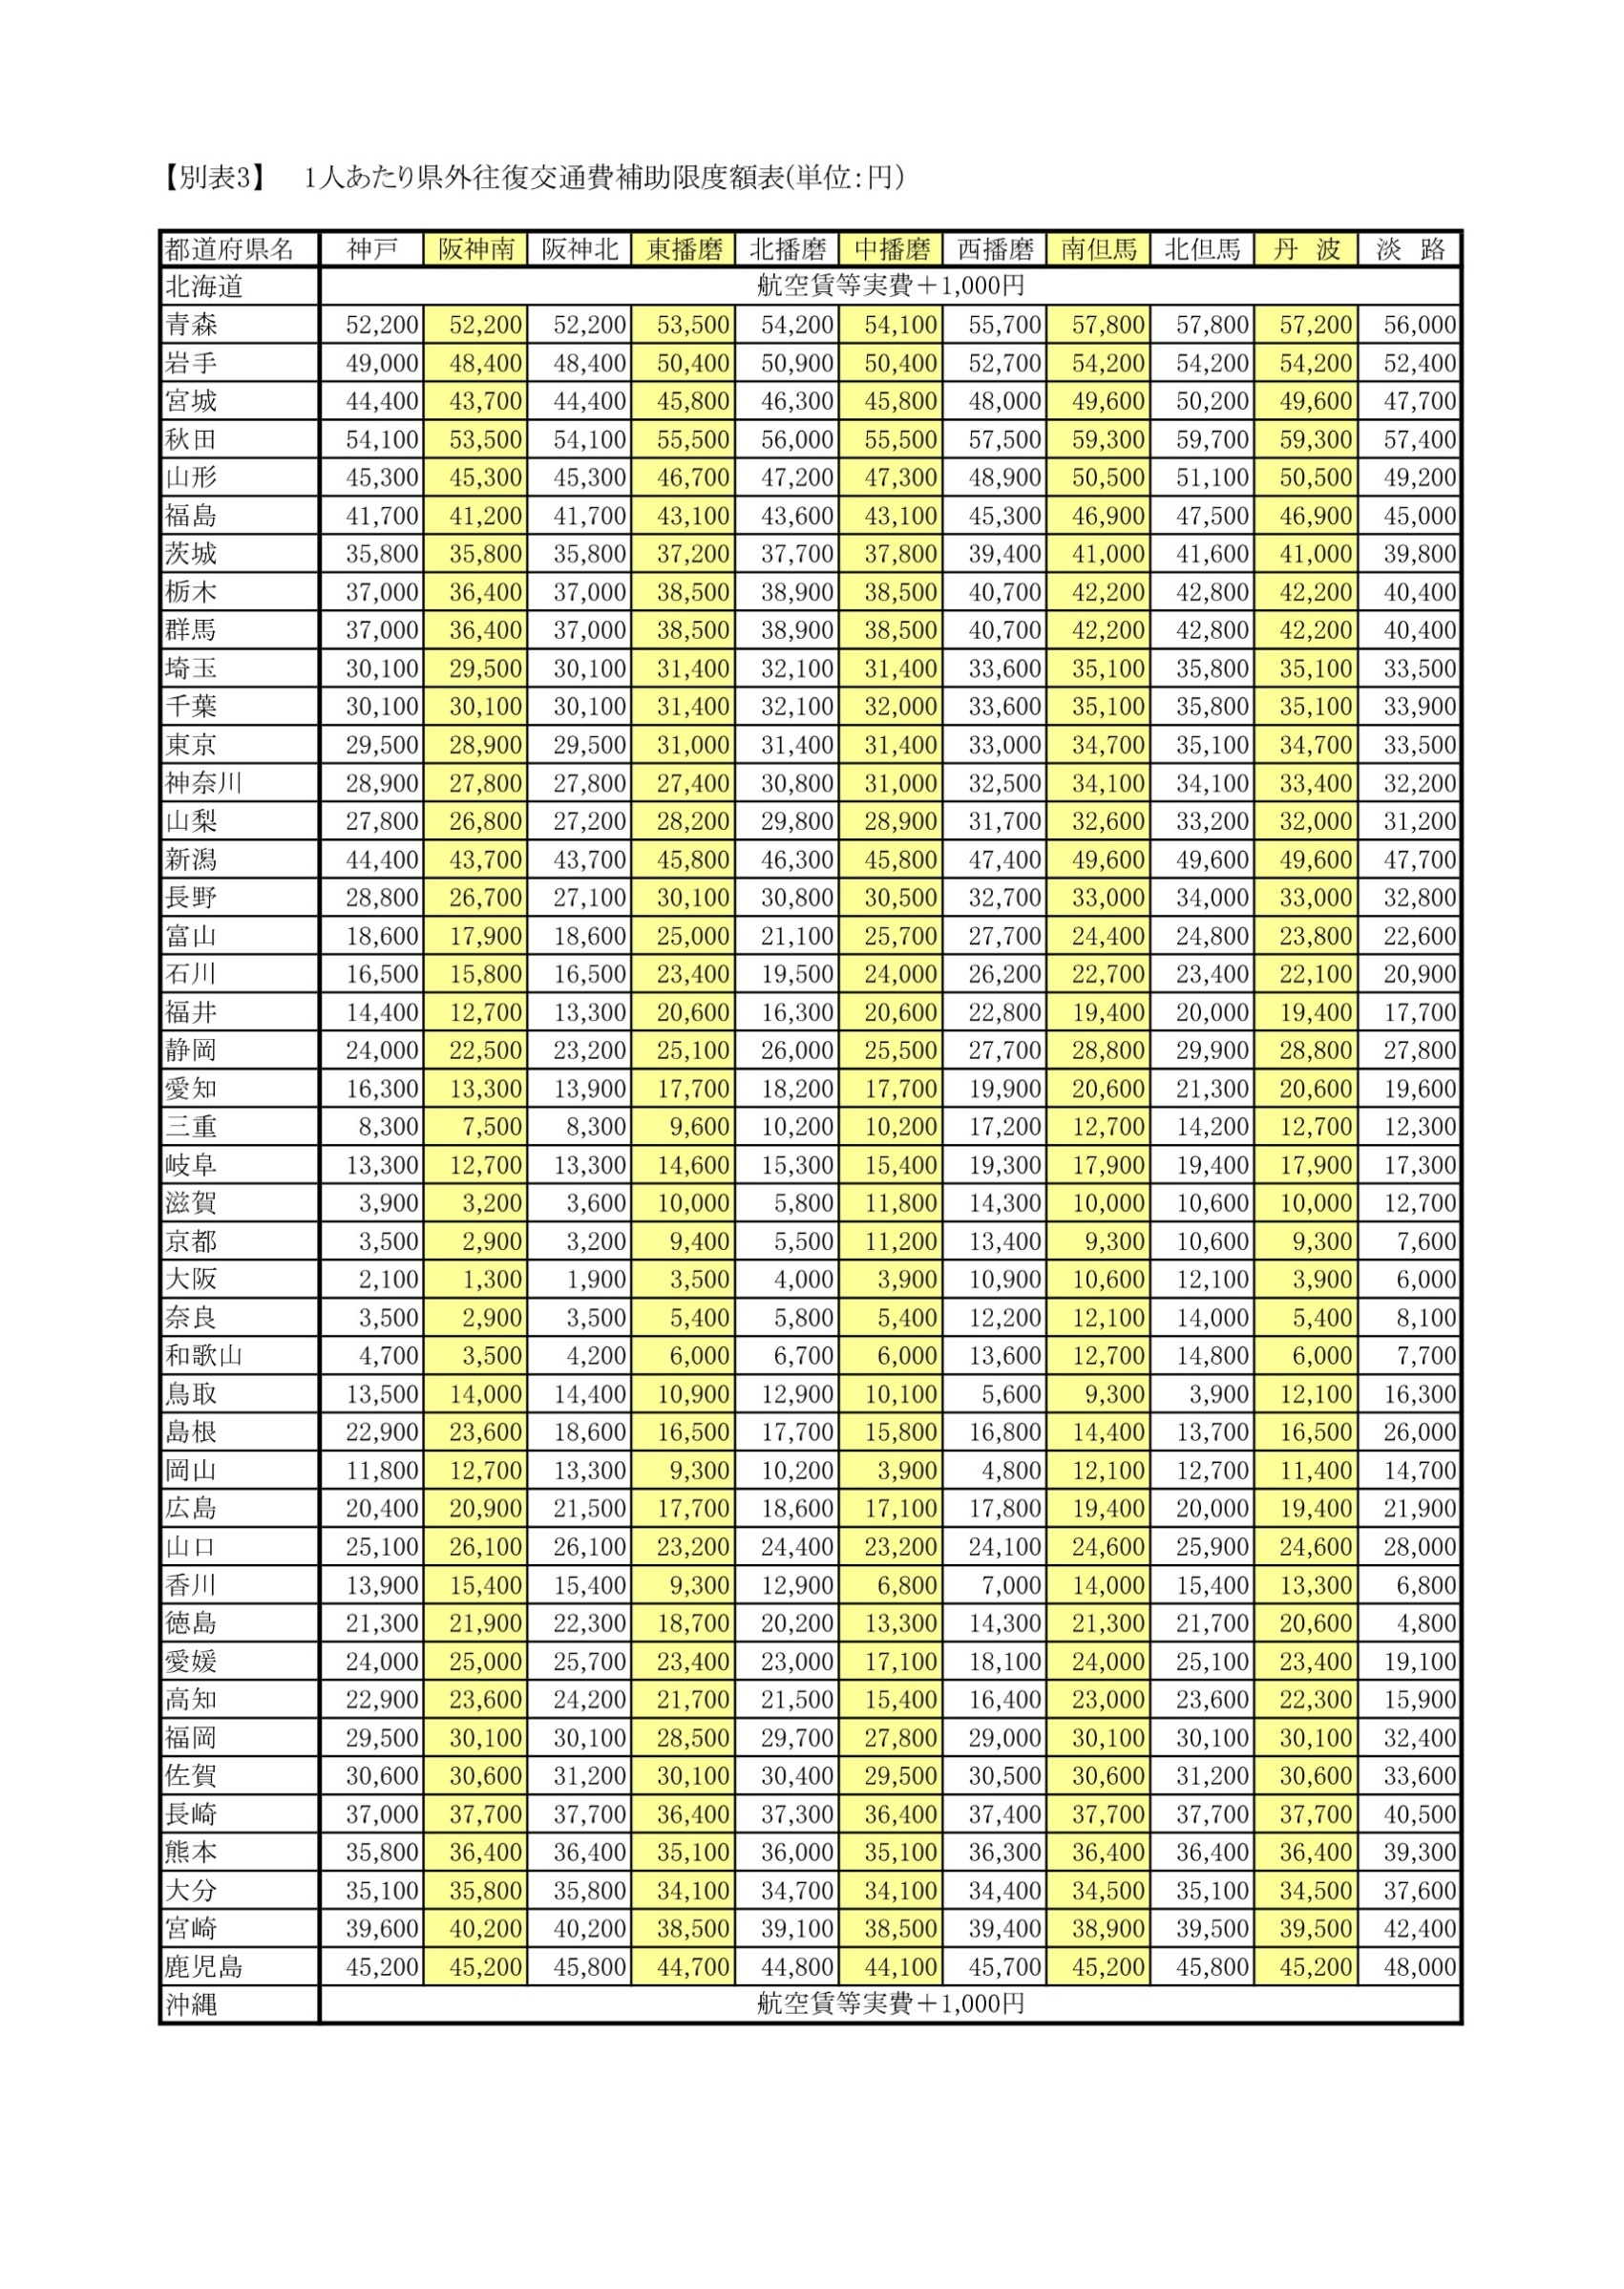 【別表3】　1人あたり県外往復交通費補助限度額表(単位：円)
都道府県名 神戸 阪神南 阪神北 東播磨 北播磨 中播磨 西播磨 南但馬 北但馬 丹　波 淡　路
北海道 航空賃等実費＋1,000円
青森 52,200 52,200 52,200 53,500 54,200 54,100 55,700 57,800 57,800 57,200 56,000
岩手 49,000 48,400 48,400 50,400 50,900 50,400 52,700 54,200 54,200 54,200 52,400
宮城 44,400 43,700 44,400 45,800 46,300 45,800 48,000 49,600 50,200 49,600 47,700
秋田 54,100 53,500 54,100 55,500 56,000 55,500 57,500 59,300 59,700 59,300 57,400
山形 45,300 45,300 45,300 46,700 47,200 47,300 48,900 50,500 51,100 50,500 49,200
福島 41,700 41,200 41,700 43,100 43,600 43,100 45,300 46,900 47,500 46,900 45,000
茨城 35,800 35,800 35,800 37,200 37,700 37,800 39,400 41,000 41,600 41,000 39,800
栃木 37,000 36,400 37,000 38,500 38,900 38,500 40,700 42,200 42,800 42,200 40,400
群馬 37,000 36,400 37,000 38,500 38,900 38,500 40,700 42,200 42,800 42,200 40,400
埼玉 30,100 29,500 30,100 31,400 32,100 31,400 33,600 35,100 35,800 35,100 33,500
千葉 30,100 30,100 30,100 31,400 32,100 32,000 33,600 35,100 35,800 35,100 33,900
東京 29,500 28,900 29,500 31,000 31,400 31,400 33,000 34,700 35,100 34,700 33,500
神奈川 28,900 27,800 27,800 27,400 30,800 31,000 32,500 34,100 34,100 33,400 32,200
山梨 27,800 26,800 27,200 28,200 29,800 28,900 31,700 32,600 33,200 32,000 31,200
新潟 44,400 43,700 43,700 45,800 46,300 45,800 47,400 49,600 49,600 49,600 47,700
長野 28,800 26,700 27,100 30,100 30,800 30,500 32,700 33,000 34,000 33,000 32,800
富山 18,600 17,900 18,600 25,000 21,100 25,700 27,700 24,400 24,800 23,800 22,600
石川 16,500 15,800 16,500 23,400 19,500 24,000 26,200 22,700 23,400 22,100 20,900
福井 14,400 12,700 13,300 20,600 16,300 20,600 22,800 19,400 20,000 19,400 17,700
静岡 24,000 22,500 23,200 25,100 26,000 25,500 27,700 28,800 29,900 28,800 27,800
愛知 16,300 13,300 13,900 17,700 18,200 17,700 19,900 20,600 21,300 20,600 19,600
三重 8,300 7,500 8,300 9,600 10,200 10,200 17,200 12,700 14,200 12,700 12,300
岐阜 13,300 12,700 13,300 14,600 15,300 15,400 19,300 17,900 19,400 17,900 17,300
滋賀 3,900 3,200 3,600 10,000 5,800 11,800 14,300 10,000 10,600 10,000 12,700
京都 3,500 2,900 3,200 9,400 5,500 11,200 13,400 9,300 10,600 9,300 7,600
大阪 2,100 1,300 1,900 3,500 4,000 3,900 10,900 10,600 12,100 3,900 6,000
奈良 3,500 2,900 3,500 5,400 5,800 5,400 12,200 12,100 14,000 5,400 8,100
和歌山 4,700 3,500 4,200 6,000 6,700 6,000 13,600 12,700 14,800 6,000 7,700
鳥取 13,500 14,000 14,400 10,900 12,900 10,100 5,600 9,300 3,900 12,100 16,300
島根 22,900 23,600 18,600 16,500 17,700 15,800 16,800 14,400 13,700 16,500 26,000
岡山 11,800 12,700 13,300 9,300 10,200 3,900 4,800 12,100 12,700 11,400 14,700
広島 20,400 20,900 21,500 17,700 18,600 17,100 17,800 19,400 20,000 19,400 21,900
山口 25,100 26,100 26,100 23,200 24,400 23,200 24,100 24,600 25,900 24,600 28,000
香川 13,900 15,400 15,400 9,300 12,900 6,800 7,000 14,000 15,400 13,300 6,800
徳島 21,300 21,900 22,300 18,700 20,200 13,300 14,300 21,300 21,700 20,600 4,800
愛媛 24,000 25,000 25,700 23,400 23,000 17,100 18,100 24,000 25,100 23,400 19,100
高知 22,900 23,600 24,200 21,700 21,500 15,400 16,400 23,000 23,600 22,300 15,900
福岡 29,500 30,100 30,100 28,500 29,700 27,800 29,000 30,100 30,100 30,100 32,400
佐賀 30,600 30,600 31,200 30,100 30,400 29,500 30,500 30,600 31,200 30,600 33,600
長崎 37,000 37,700 37,700 36,400 37,300 36,400 37,400 37,700 37,700 37,700 40,500
熊本 35,800 36,400 36,400 35,100 36,000 35,100 36,300 36,400 36,400 36,400 39,300
大分 35,100 35,800 35,800 34,100 34,700 34,100 34,400 34,500 35,100 34,500 37,600
宮崎 39,600 40,200 40,200 38,500 39,100 38,500 39,400 38,900 39,500 39,500 42,400
鹿児島 45,200 45,200 45,800 44,700 44,800 44,100 45,700 45,200 45,800 45,200 48,000
沖縄 航空賃等実費＋1,000円